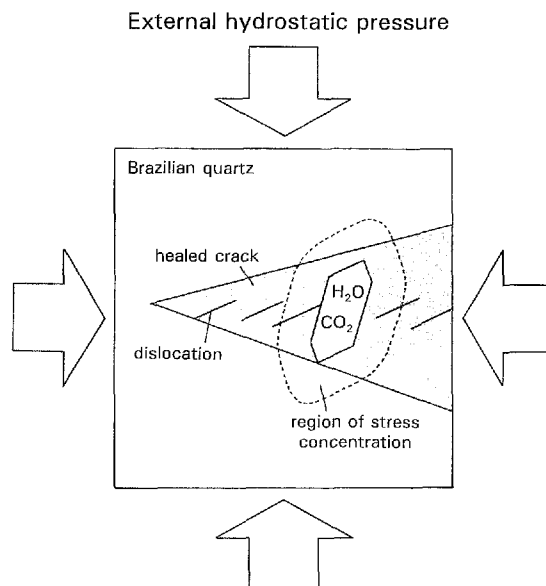 External hydrostatic pressure
Brazilian quartz
healed crack
H₂O
CO₂
dislocation
region of stress
concentration